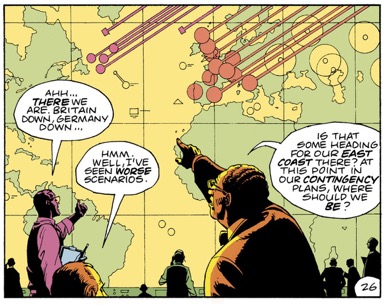 AHH...
THERE WE
ARE. BRITAIN
DOWN, GERMANY
DOWN...
HMM.
WELL, I'VE
SEEN WORSE
SCENARIOS.
IS THAT
SOME HEADING
FOR OUR EAST
COAST THERE? AT
THIS POINT IN
OUR CONTINGENCY
PLANS, WHERE
SHOULD WE
BE?
26